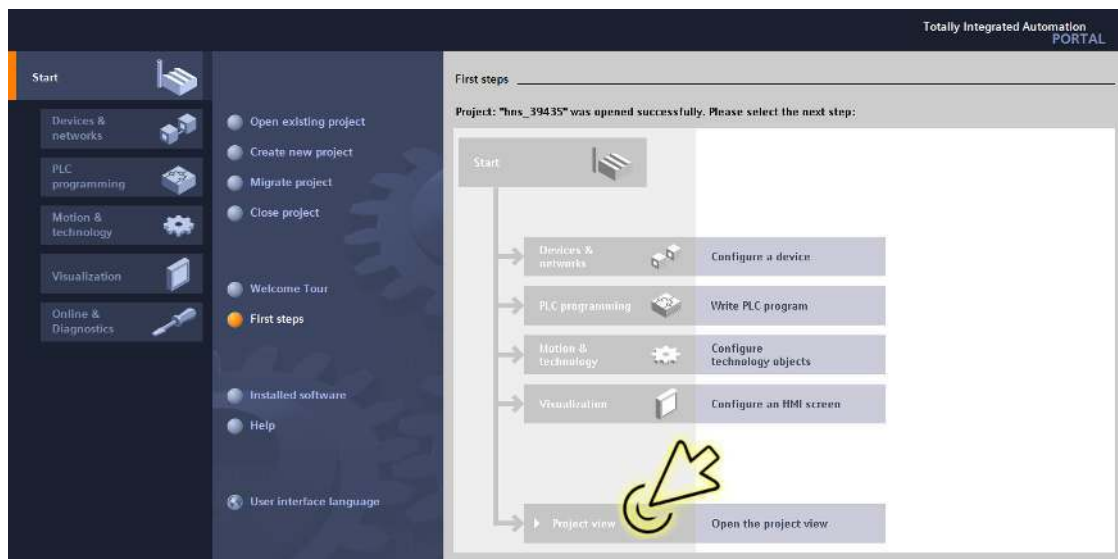 Totally Integrated Automation
PORTAL
Start
Devices &
networks
PLC
programming
Motion &
technology
Visualization
Online &
Diagnostics
Open existing project
Create new project
Migrate project
Close project
Welcome Tour
First steps
Installed software
Help
User interface language
First steps
Project: "hns_39435" was opened successfully. Please select the next step:
Start
Devices &
networks
Configure a device
PLC programming
Write PLC program
Motion &
technology
Configure
technology objects
Visualization
Configure an HMI screen
Project view
Open the project view